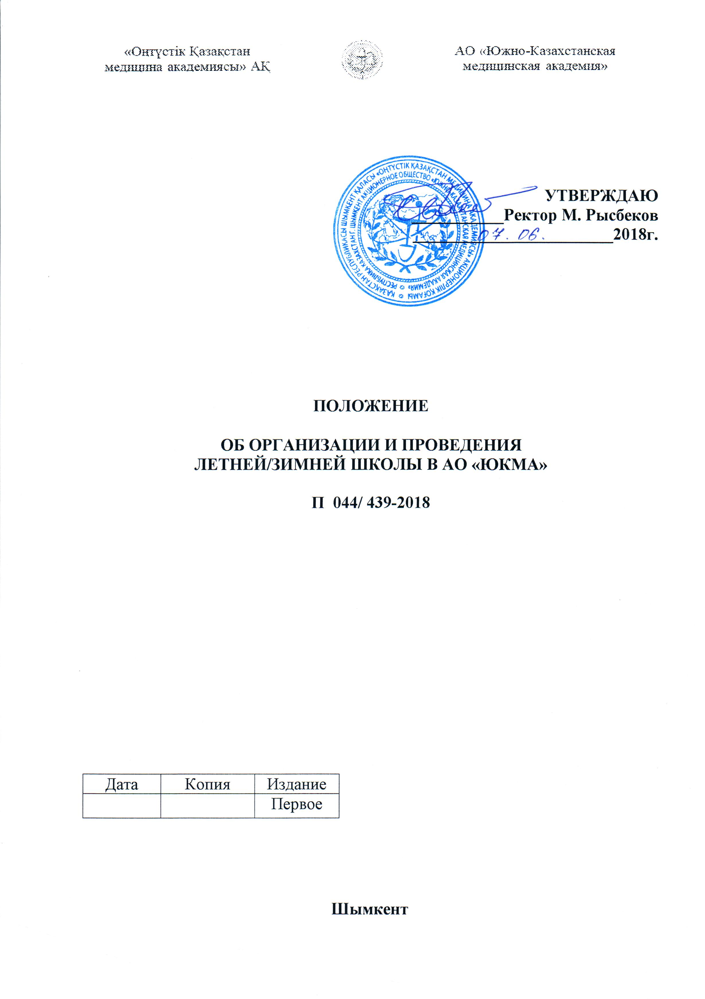 «Оңтүстік Қазақстан
медицина академиясы» АҚ
АО «Южно-Казахстанская
медицинская академия»
ҚАЗАҚСТАН РЕСПУБЛИКАСЫ ШЫМКЕНТ ҚАЛАСЫ «ОҢТҮСТІК ҚАЗАҚСТАН МЕДИЦИНА АКАДЕМИЯСЫ» АКЦИОНЕРЛІК ҚОҒАМЫ
РЕСПУБЛИКА КАЗАХСТАН Г. ШЫМКЕНТ АКЦИОНЕРНОЕ ОБЩЕСТВО «ЮЖНО-КАЗАХСТАНСКАЯ МЕДИЦИНСКАЯ АКАДЕМИЯ»
УТВЕРЖДАЮ
Ректор М. Рысбеков
07. 06. 2018г.
ПОЛОЖЕНИЕ
ОБ ОРГАНИЗАЦИИ И ПРОВЕДЕНИЯ
ЛЕТНЕЙ/ЗИМНЕЙ ШКОЛЫ В АО «ЮКМА»
П 044/ 439-2018
Дата Копия Издание
Первое
Шымкент